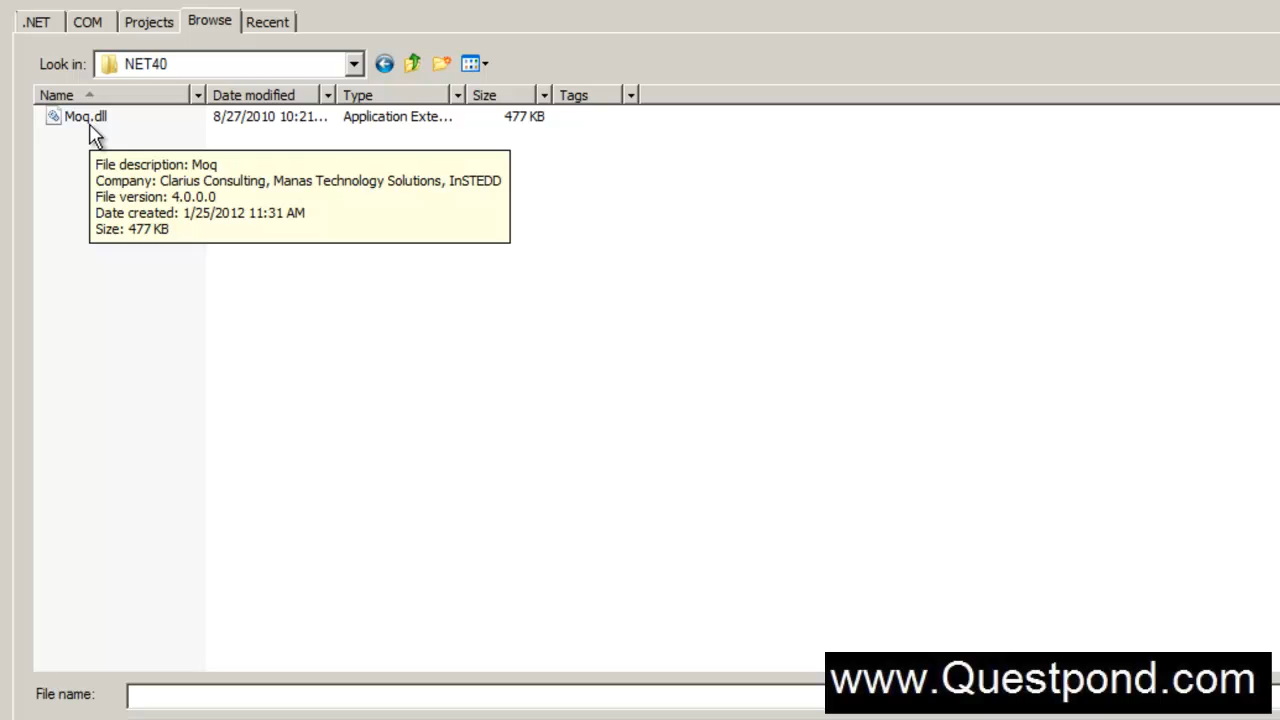 .NET COM Projects Browse Recent
Look in: NET40
Name Date modified Type Size Tags
Moq.dll 8/27/2010 10:21... Application Exte... 477 KB
File description: Moq
Company: Clarius Consulting, Manas Technology Solutions, InSTEDD
File version: 4.0.0.0
Date created: 1/25/2012 11:31 AM
Size: 477 KB
File name:
www.Questpond.com